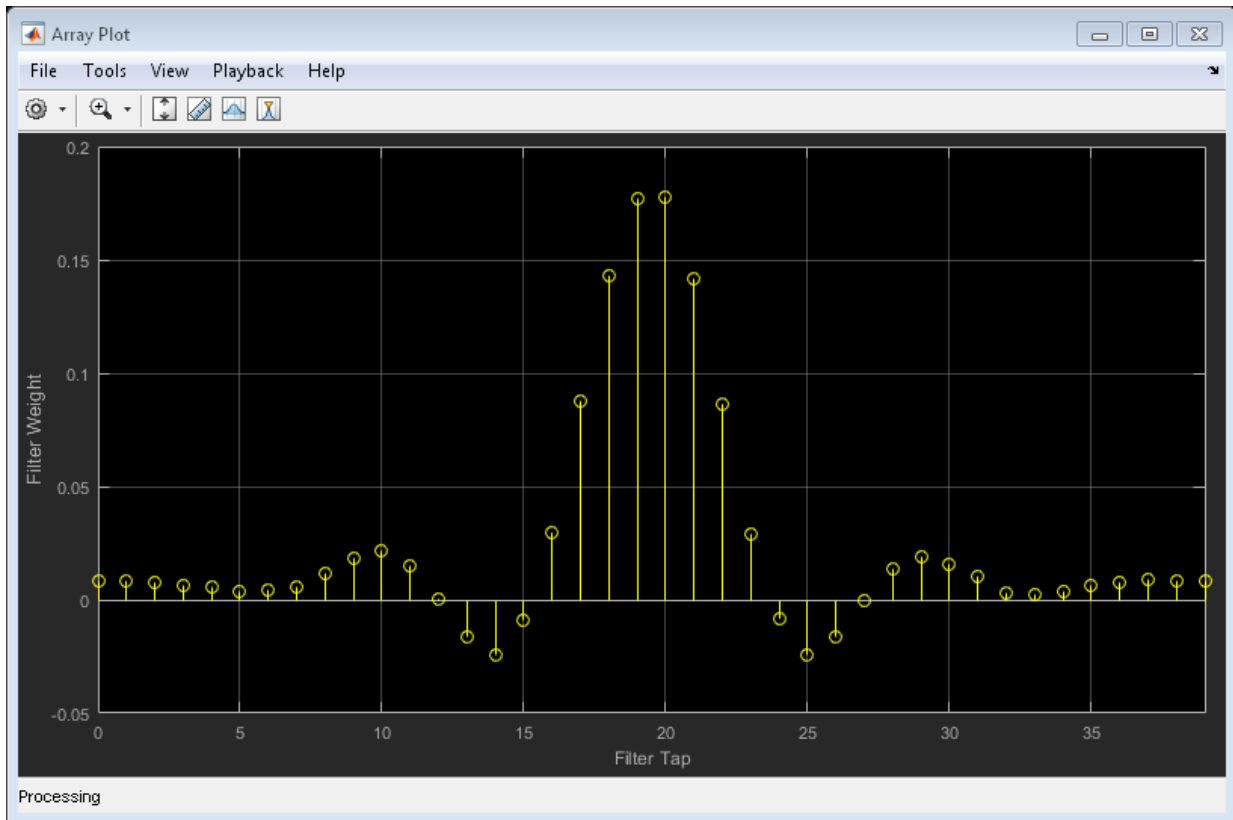 Array Plot
File Tools View Playback Help
0.2
0.15
0.1
0.05
0
-0.05
Filter Weight
0 5 10 15 20 25 30 35
Filter Tap
Processing